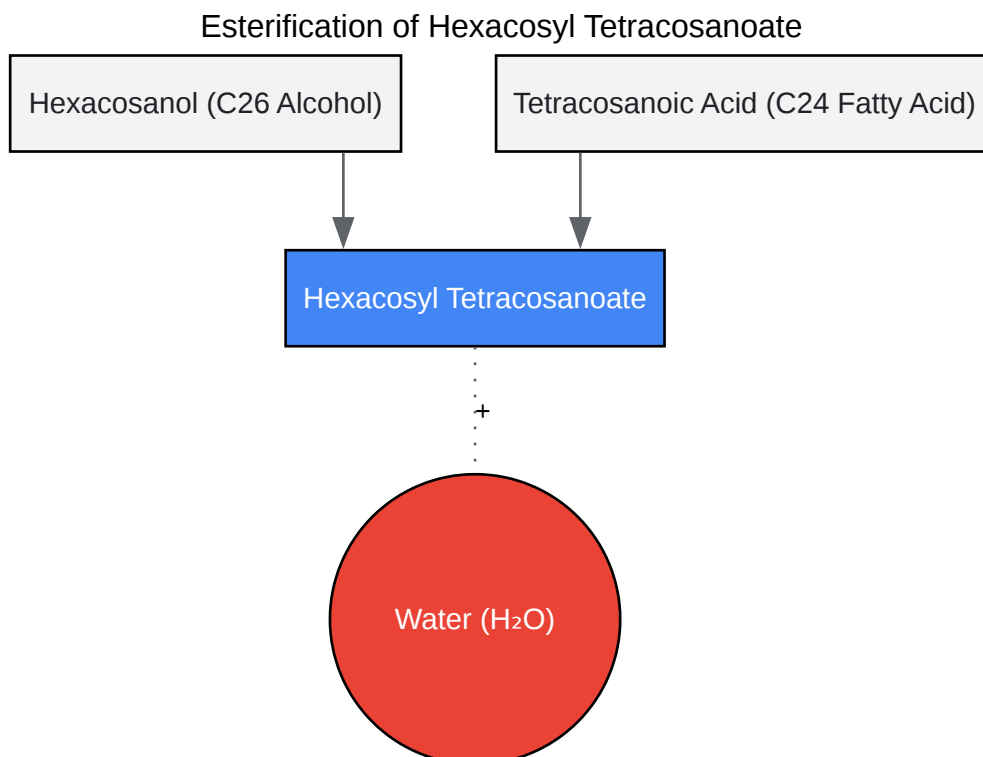 Esterification of Hexacosyl Tetracosanoate
Hexacosanol (C26 Alcohol)
Tetracosanoic Acid (C24 Fatty Acid)
Hexacosyl Tetracosanoate
+
Water (H₂O)